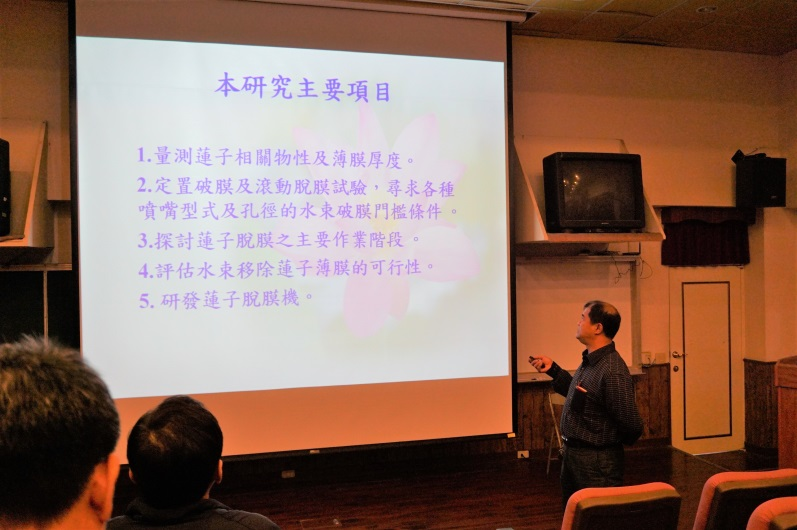 本研究主要項目
1.量測蓮子相關物性及薄膜厚度。
2.定置破膜及滾動脫膜試驗，尋求各種
噴嘴型式及孔徑的水束破膜門檻條件。
3.探討蓮子脫膜之主要作業階段。
4.評估水束移除蓮子薄膜的可行性。
5. 研發蓮子脫膜機。